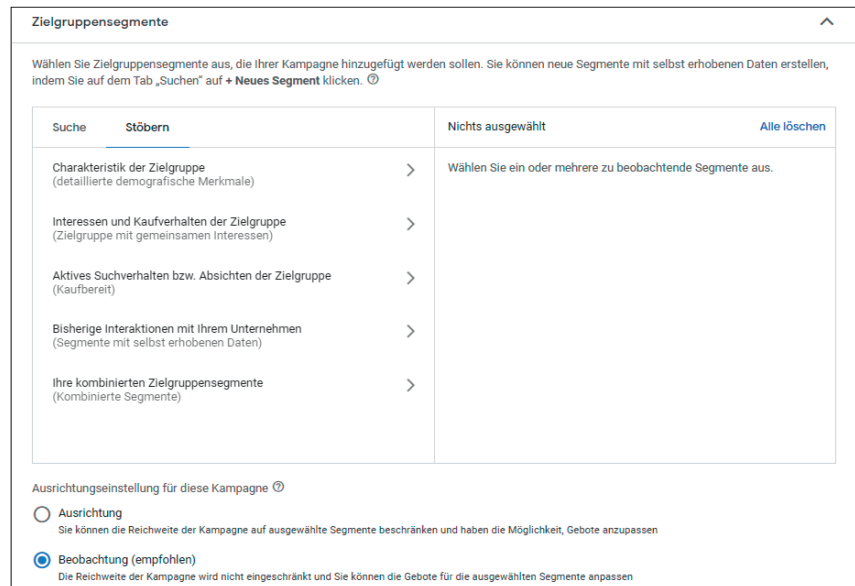 Zielgruppensegmente
Wählen Sie Zielgruppensegmente aus, die Ihrer Kampagne hinzugefügt werden sollen. Sie können neue Segmente mit selbst erhobenen Daten erstellen,
indem Sie auf dem Tab „Suchen" auf + Neues Segment klicken.
Suche
Stöbern
Nichts ausgewählt
Alle löschen
Charakteristik der Zielgruppe
(detaillierte demografische Merkmale)
Wählen Sie ein oder mehrere zu beobachtende Segmente aus.
Interessen und Kaufverhalten der Zielgruppe
(Zielgruppe mit gemeinsamen Interessen)
Aktives Suchverhalten bzw. Absichten der Zielgruppe
(Kaufbereit)
Bisherige Interaktionen mit Ihrem Unternehmen
(Segmente mit selbst erhobenen Daten)
Ihre kombinierten Zielgruppensegmente
(Kombinierte Segmente)
Ausrichtungseinstellung für diese Kampagne
Ausrichtung
Sie können die Reichweite der Kampagne auf ausgewählte Segmente beschränken und haben die Möglichkeit, Gebote anzupassen
Beobachtung (empfohlen)
Die Reichweite der Kampagne wird nicht eingeschränkt und Sie können die Gebote für die ausgewählten Segmente anpassen